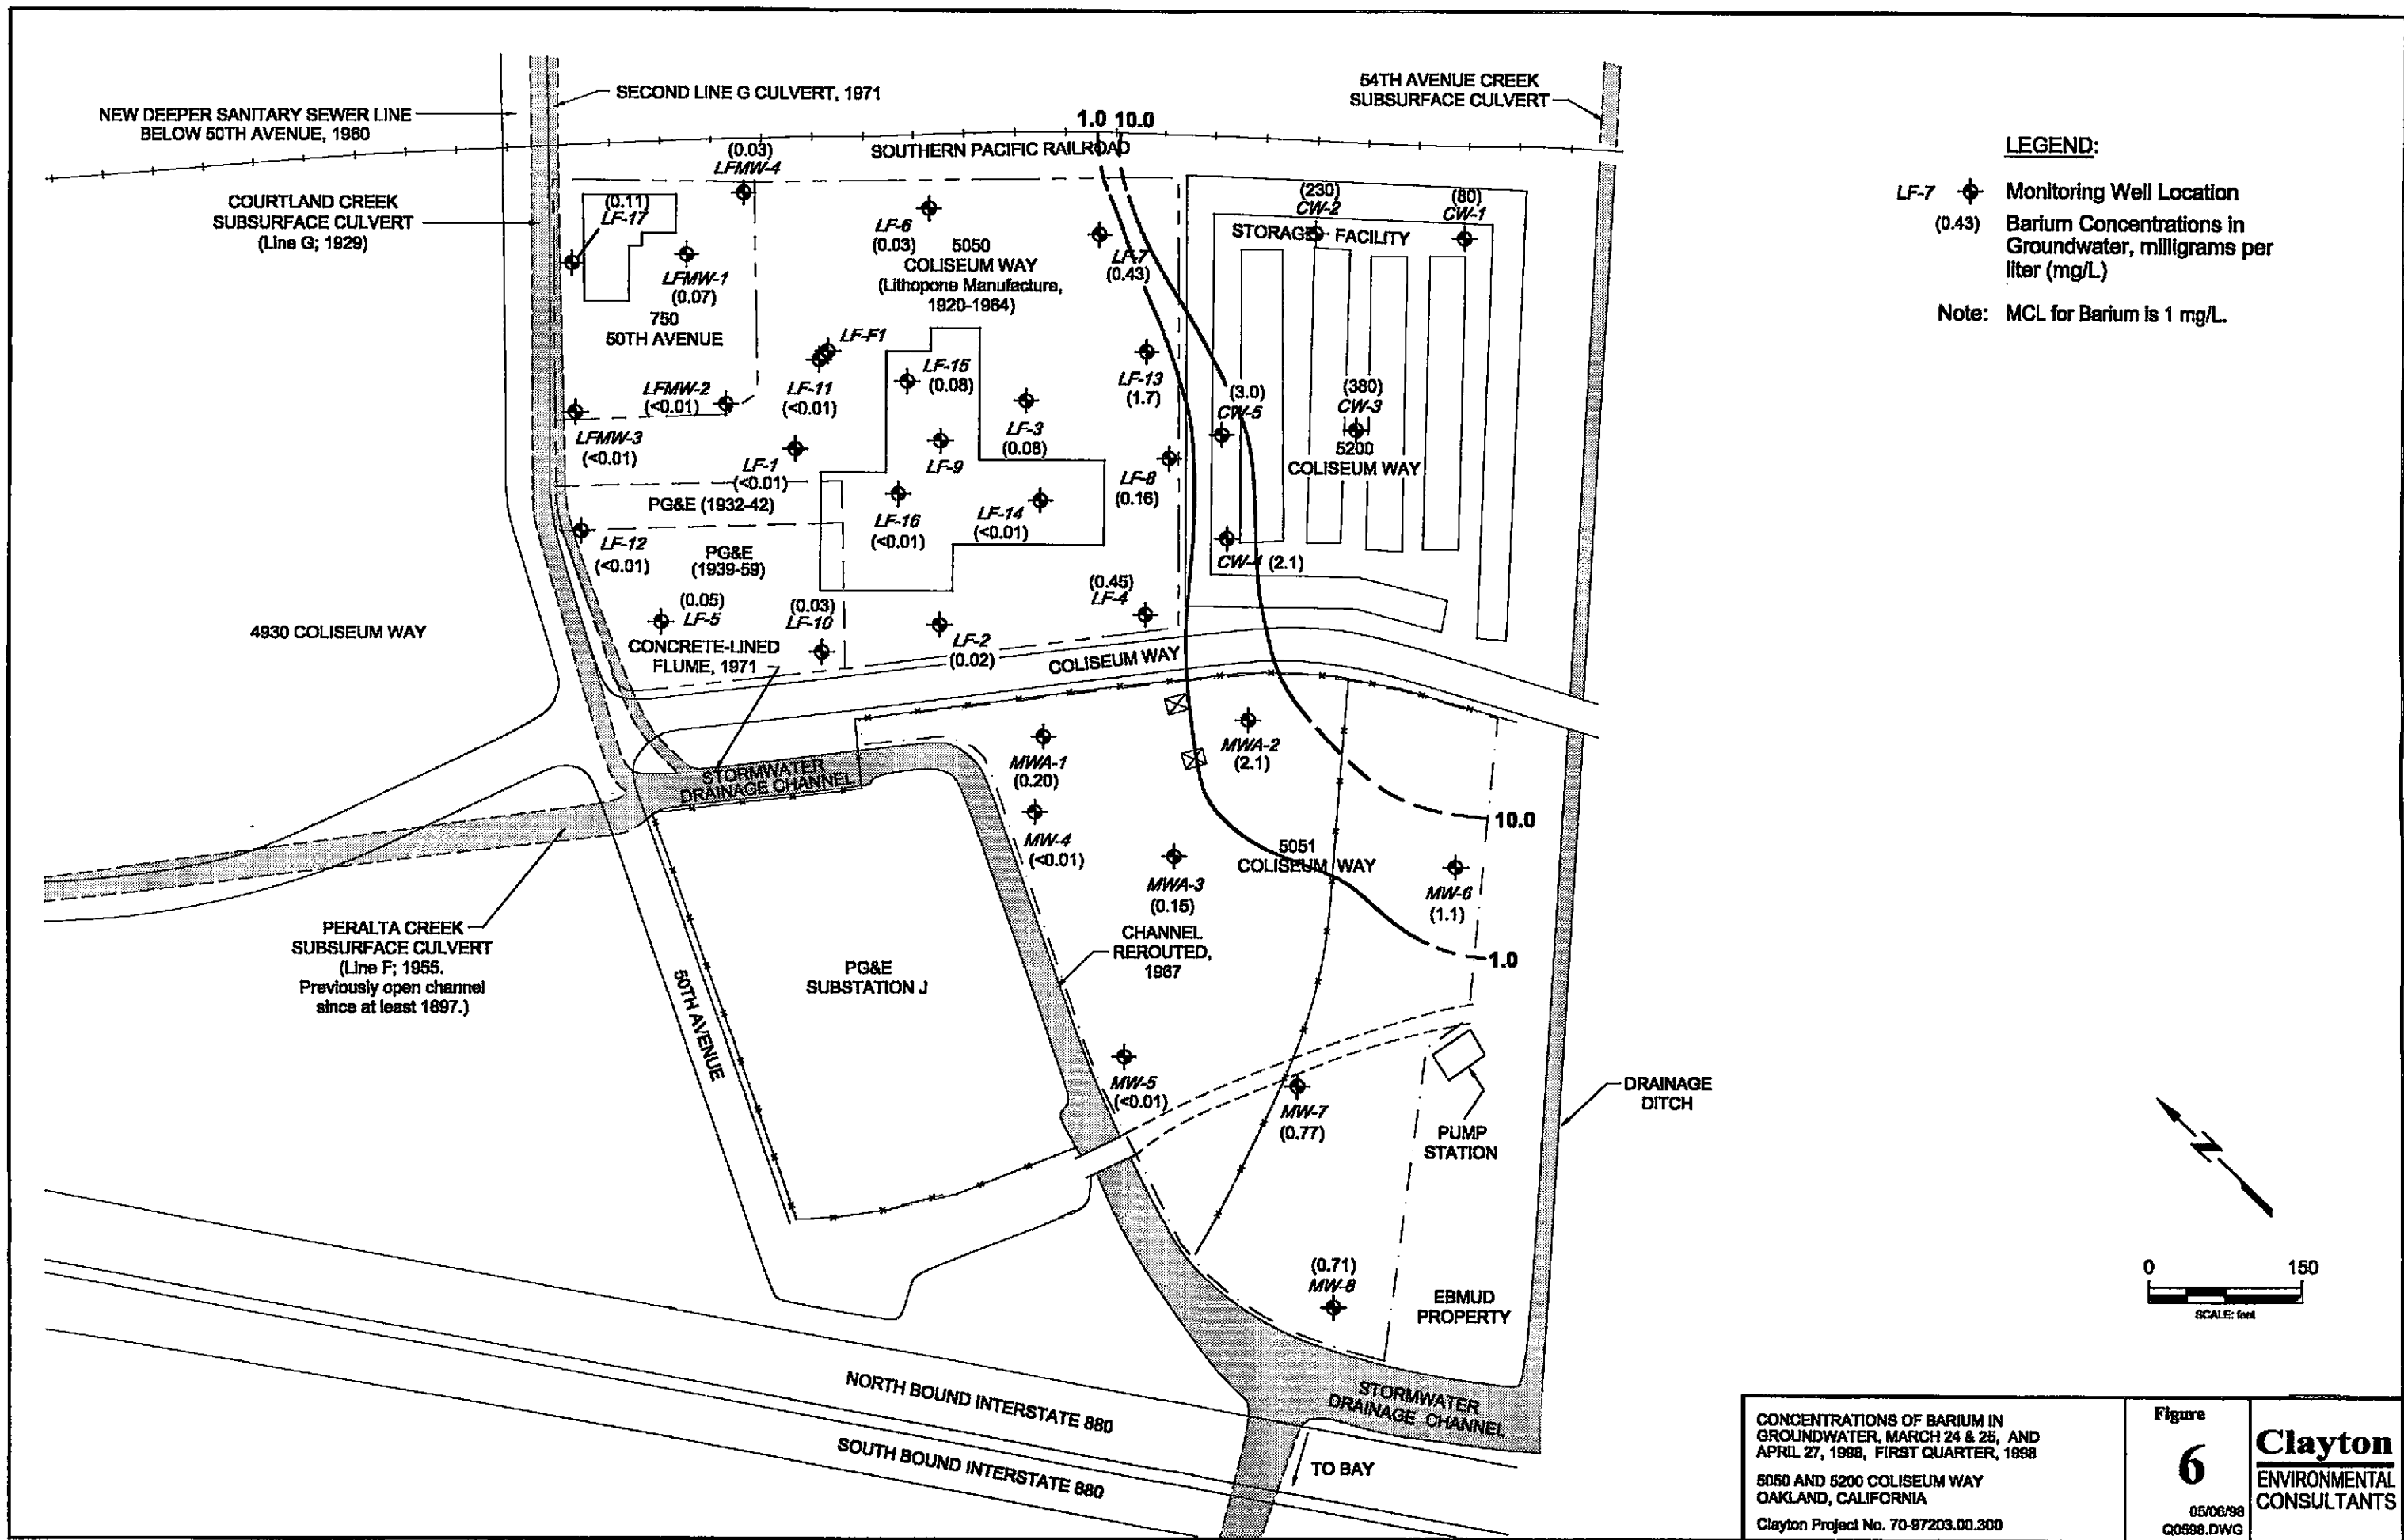 NEW DEEPER SANITARY SEWER LINE
BELOW 50TH AVENUE, 1960
SECOND LINE G CULVERT, 1971
1.0 10.0
54TH AVENUE CREEK
SUBSURFACE CULVERT
SOUTHERN PACIFIC RAILROAD
COURTLAND CREEK
SUBSURFACE CULVERT
(Line G; 1929)
(0.03)
LFMW-4
(0.11)
LF-17
LFMW-1
(0.07)
750
50TH AVENUE
LF-6
(0.03)
5050
COLISEUM WAY
(Lithopone Manufacture,
1920-1964)
LF-7
(0.43)
(230)
CW-2
(80)
CW-1
STORAGE FACILITY
LF-F1
LF-11
(<0.01)
LF-15
(0.08)
LFMW-2
(<0.01)
LFMW-3
(<0.01)
LF-1
(<0.01)
LF-9
LF-3
(0.08)
LF-13
(1.7)
(3.0)
CW-5
(380)
CW-3
5200
COLISEUM WAY
LF-8
(0.16)
PG&E (1932-42)
LF-16
(<0.01)
LF-14
(<0.01)
LF-12
(<0.01)
PG&E
(1939-59)
CW-4 (2.1)
(0.05)
LF-5
(0.03)
LF-10
(0.45)
LF-4
LF-2
(0.02)
4930 COLISEUM WAY
CONCRETE-LINED
FLUME, 1971
COLISEUM WAY
STORMWATER
DRAINAGE CHANNEL
MWA-1
(0.20)
MWA-2
(2.1)
MW-4
(<0.01)
10.0
5051
COLISEUM WAY
MWA-3
(0.15)
MW-6
(1.1)
CHANNEL
REROUTED,
1967
1.0
PERALTA CREEK
SUBSURFACE CULVERT
(Line F; 1955.
Previously open channel
since at least 1897.)
PG&E
SUBSTATION J
50TH AVENUE
MW-5
(<0.01)
MW-7
(0.77)
PUMP
STATION
DRAINAGE
DITCH
(0.71)
MW-8
EBMUD
PROPERTY
NORTH BOUND INTERSTATE 880
SOUTH BOUND INTERSTATE 880
STORMWATER
DRAINAGE CHANNEL
TO BAY
LEGEND:
LF-7 Monitoring Well Location
(0.43) Barium Concentrations in
Groundwater, milligrams per
liter (mg/L)
Note: MCL for Barium is 1 mg/L.
N
0 150
SCALE: feet
CONCENTRATIONS OF BARIUM IN
GROUNDWATER, MARCH 24 & 25, AND
APRIL 27, 1998, FIRST QUARTER, 1998
5050 AND 5200 COLISEUM WAY
OAKLAND, CALIFORNIA
Clayton Project No. 70-97203.00.300
Figure
6
05/06/98
Q0598.DWG
Clayton
ENVIRONMENTAL
CONSULTANTS